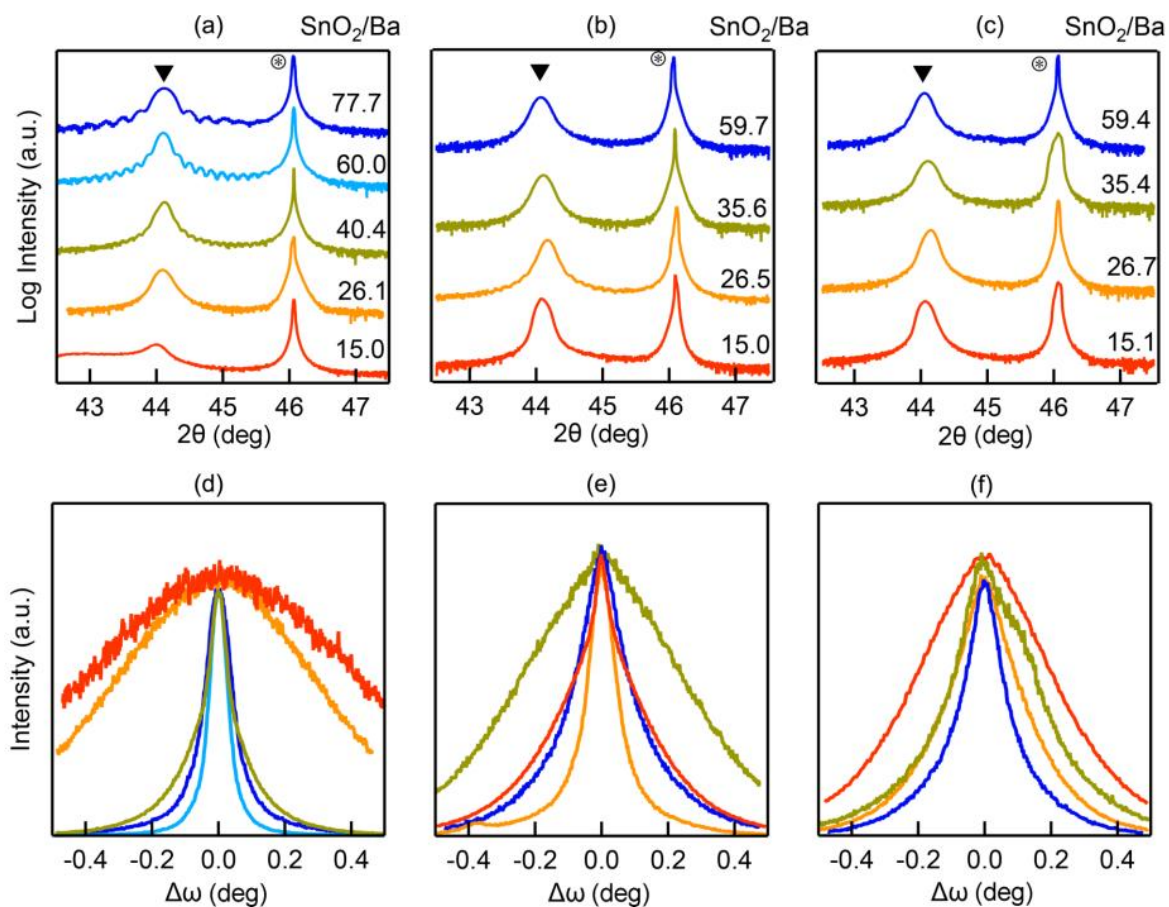 (a) SnO₂/Ba (b) SnO₂/Ba (c) SnO₂/Ba
Log Intensity (a.u.)
77.7
60.0
40.4
26.1
15.0
59.7
35.6
26.5
15.0
59.4
35.4
26.7
15.1
43 44 45 46 47 43 44 45 46 47 43 44 45 46 47
2θ (deg) 2θ (deg) 2θ (deg)
(d) (e) (f)
Intensity (a.u.)
-0.4 -0.2 0.0 0.2 0.4 -0.4 -0.2 0.0 0.2 0.4 -0.4 -0.2 0.0 0.2 0.4
Δω (deg) Δω (deg) Δω (deg)